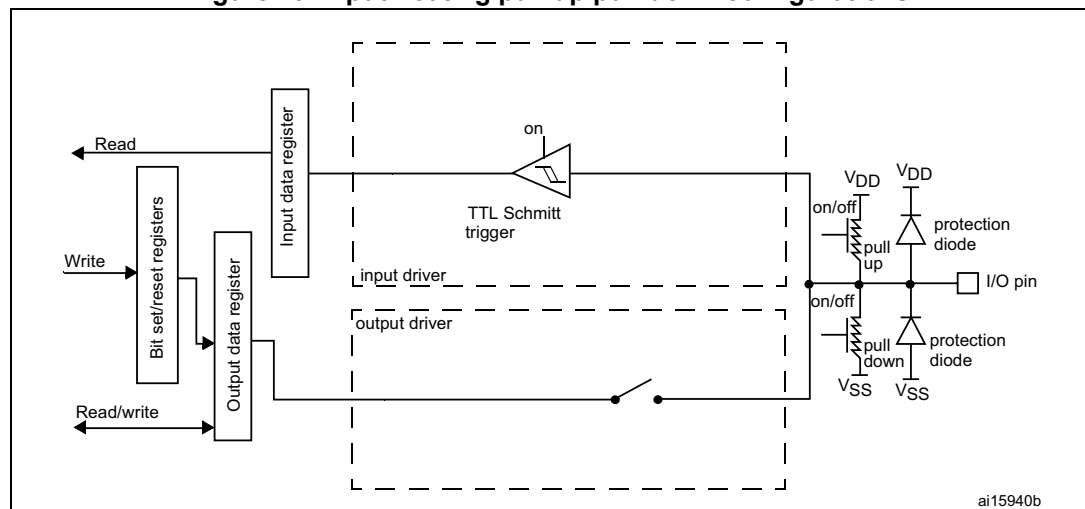 on
Read
Input data register
TTL Schmitt
trigger
VDD
VDD
on/off
pull
up
protection
diode
Write
Bit set/reset registers
Output data register
input driver
I/O pin
output driver
on/off
pull
down
protection
diode
VSS
VSS
Read/write
ai15940b